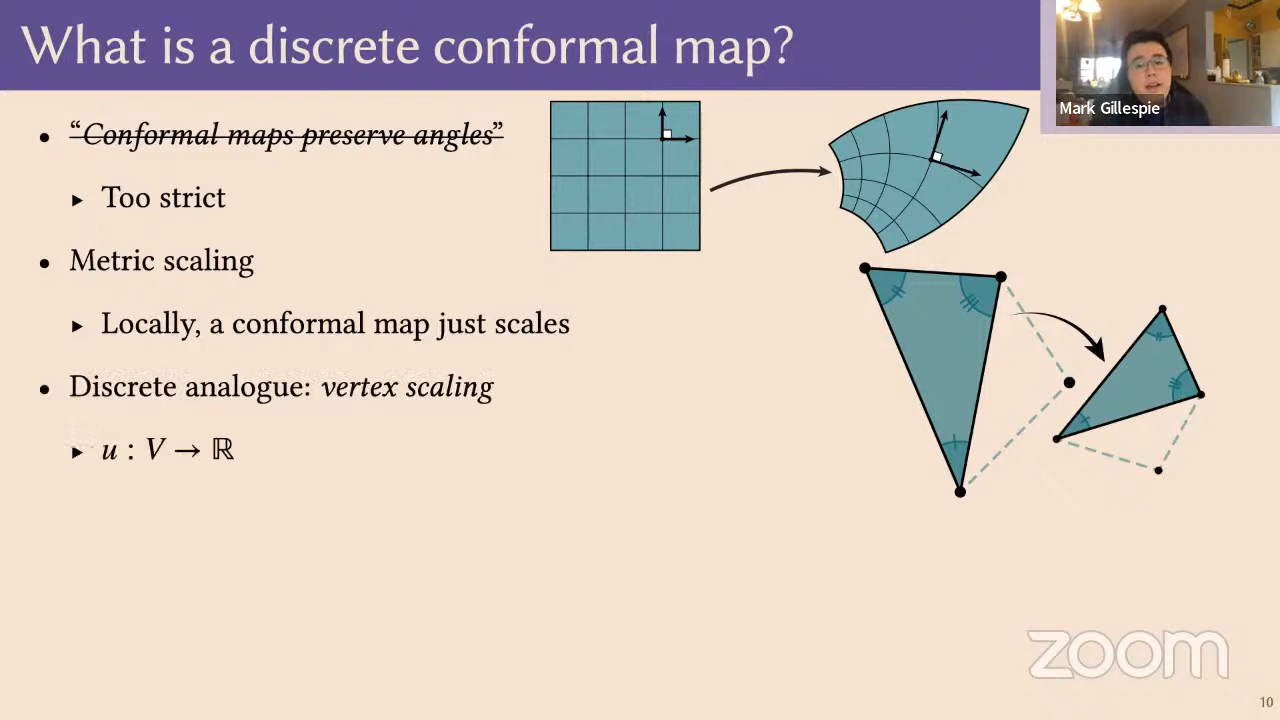 What is a discrete conformal map?
Mark Gillespie
• “Conformal maps preserve angles”
▸ Too strict
• Metric scaling
▸ Locally, a conformal map just scales
• Discrete analogue: vertex scaling
▸ u : V → ℝ
zoom
10